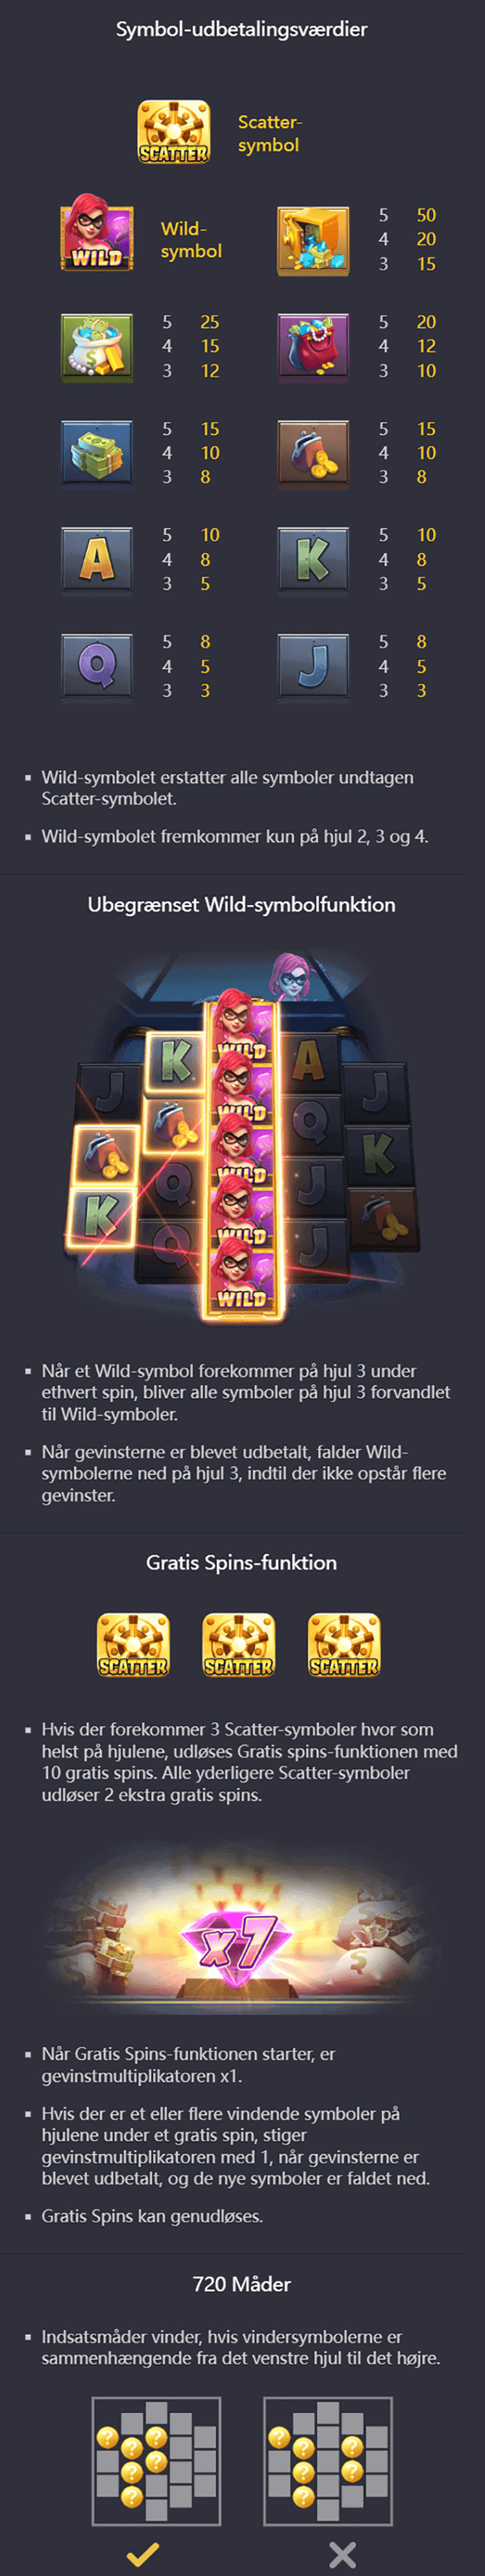 Symbol-udbetalingsværdier
SCATTER
Scatter-
symbol
WILD
Wild-
symbol
5 50
4 20
3 15
5 25
4 15
3 12
5 20
4 12
3 10
5 15
4 10
3 8
5 15
4 10
3 8
A
5 10
4 8
3 5
K
5 10
4 8
3 5
Q
5 8
4 5
3 3
J
5 8
4 5
3 3
Wild-symbolet erstatter alle symboler undtagen
Scatter-symbolet.
Wild-symbolet fremkommer kun på hjul 2, 3 og 4.
Ubegrænset Wild-symbolfunktion
J K WILD A J
WILD Q K
K Q WILD J
Q WILD J
WILD
Når et Wild-symbol forekommer på hjul 3 under
ethvert spin, bliver alle symboler på hjul 3 forvandlet
til Wild-symboler.
Når gevinsterne er blevet udbetalt, falder Wild-
symbolerne ned på hjul 3, indtil der ikke opstår flere
gevinster.
Gratis Spins-funktion
SCATTER SCATTER SCATTER
Hvis der forekommer 3 Scatter-symboler hvor som
helst på hjulene, udløses Gratis spins-funktionen med
10 gratis spins. Alle yderligere Scatter-symboler
udløser 2 ekstra gratis spins.
x1
Når Gratis Spins-funktionen starter, er
gevinstmultiplikatoren x1.
Hvis der er et eller flere vindende symboler på
hjulene under et gratis spin, stiger
gevinstmultiplikatoren med 1, når gevinsterne er
blevet udbetalt, og de nye symboler er faldet ned.
Gratis Spins kan genudløses.
720 Måder
Indsatsmåder vinder, hvis vindersymbolerne er
sammenhængende fra det venstre hjul til det højre.
? ? ? ? ? ?
? ? ? ? ? ?